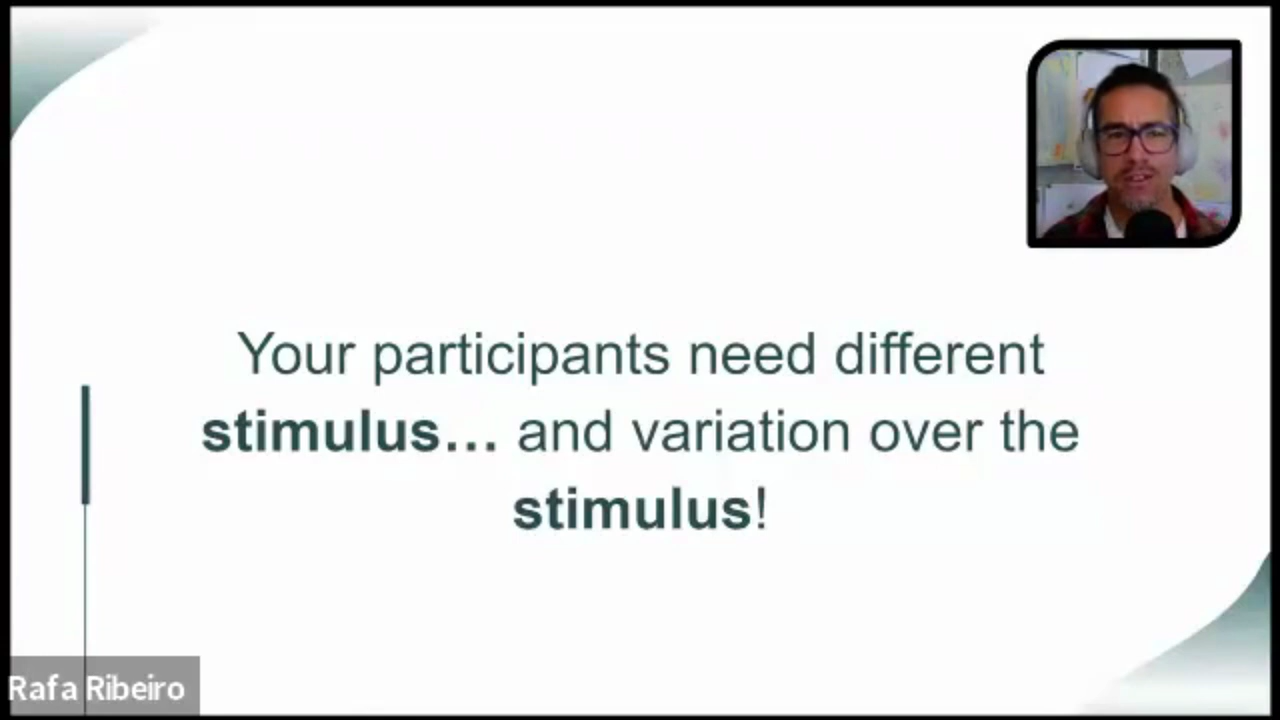 Your participants need different
stimulus… and variation over the
stimulus!
Rafa Ribeiro